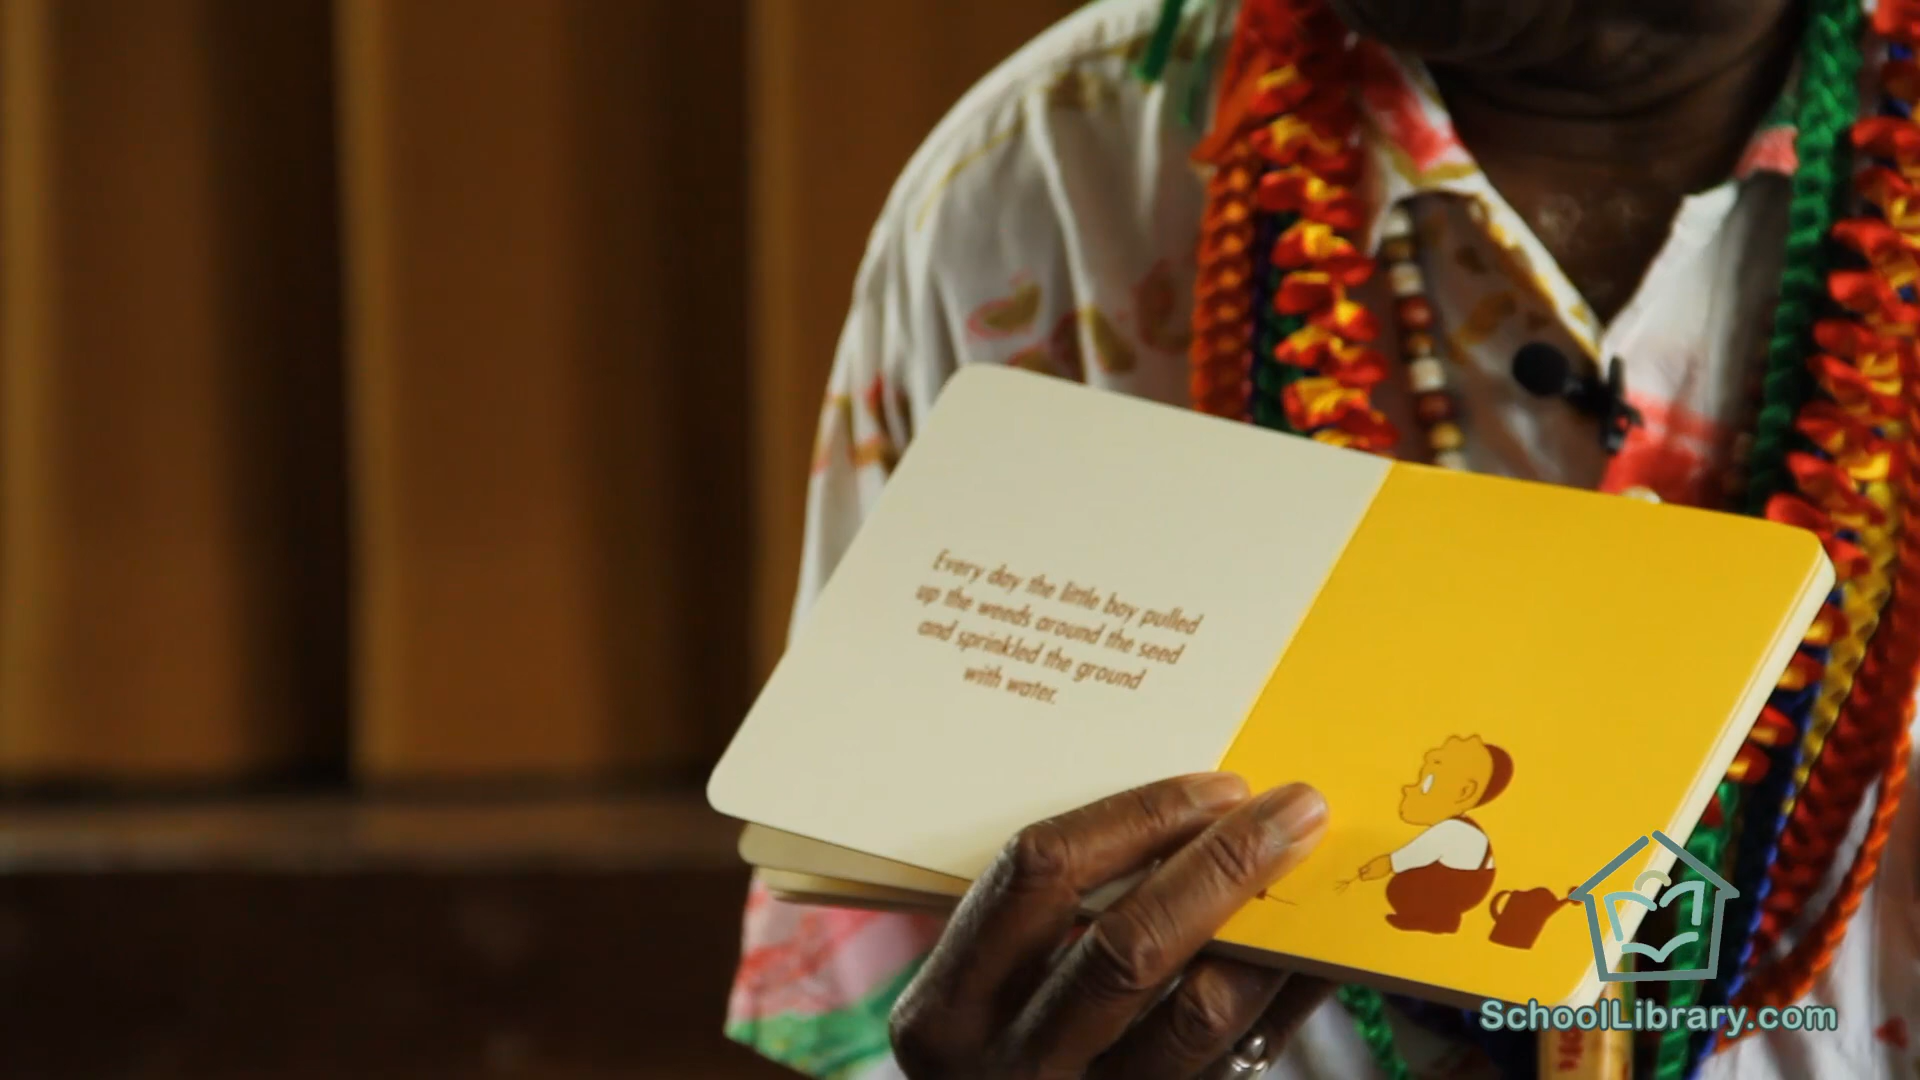 Every day the little boy pulled
up the weeds around the seed
and sprinkled the ground
with water.
SchoolLibrary.com